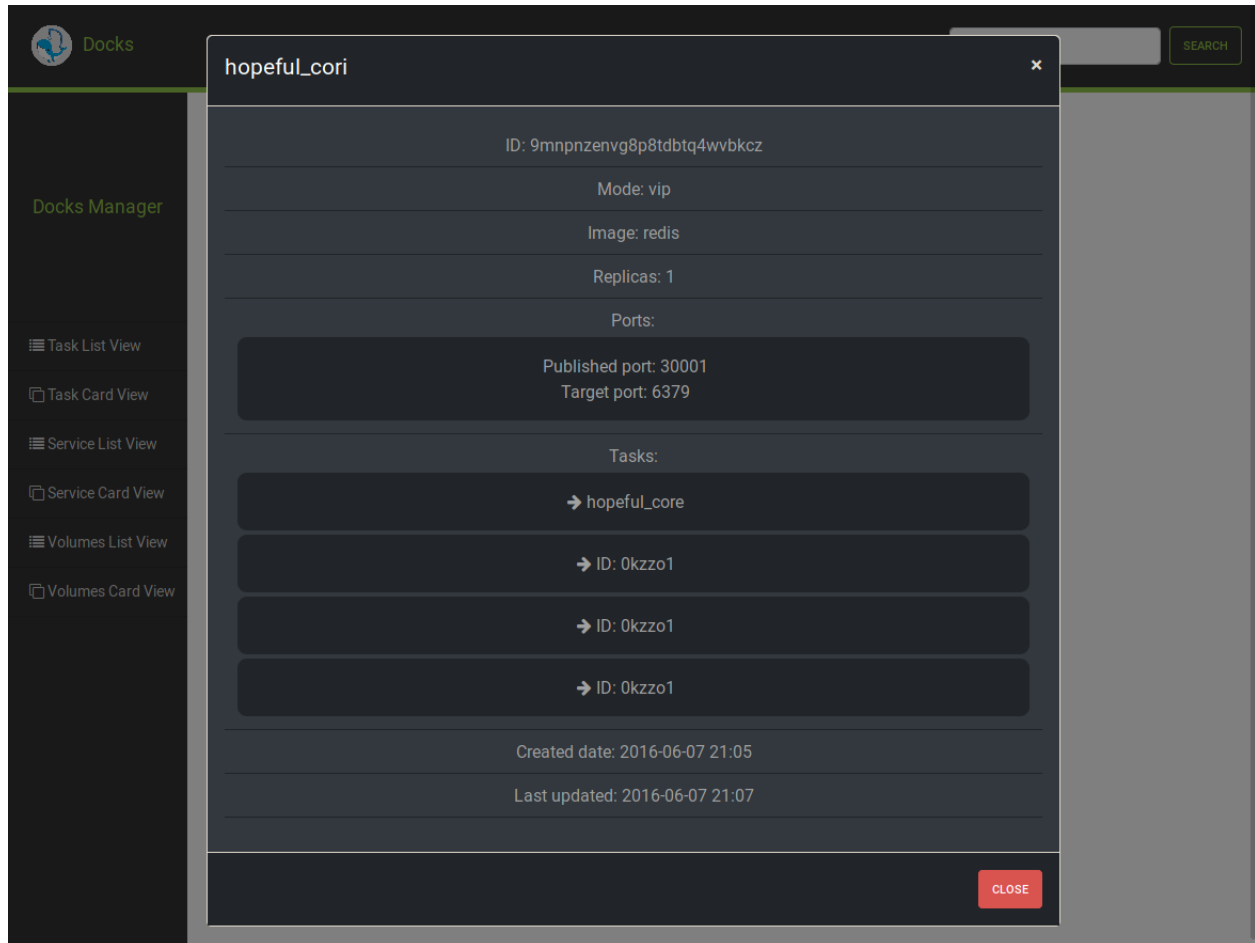 Docks
SEARCH
hopeful_cori
×
Docks Manager
Task List View
Task Card View
Service List View
Service Card View
Volumes List View
Volumes Card View
ID: 9mnpnzenvg8p8tdbtq4wvbkcz
Mode: vip
Image: redis
Replicas: 1
Ports:
Published port: 30001
Target port: 6379
Tasks:
hopeful_core
ID: 0kzzo1
ID: 0kzzo1
ID: 0kzzo1
Created date: 2016-06-07 21:05
Last updated: 2016-06-07 21:07
CLOSE